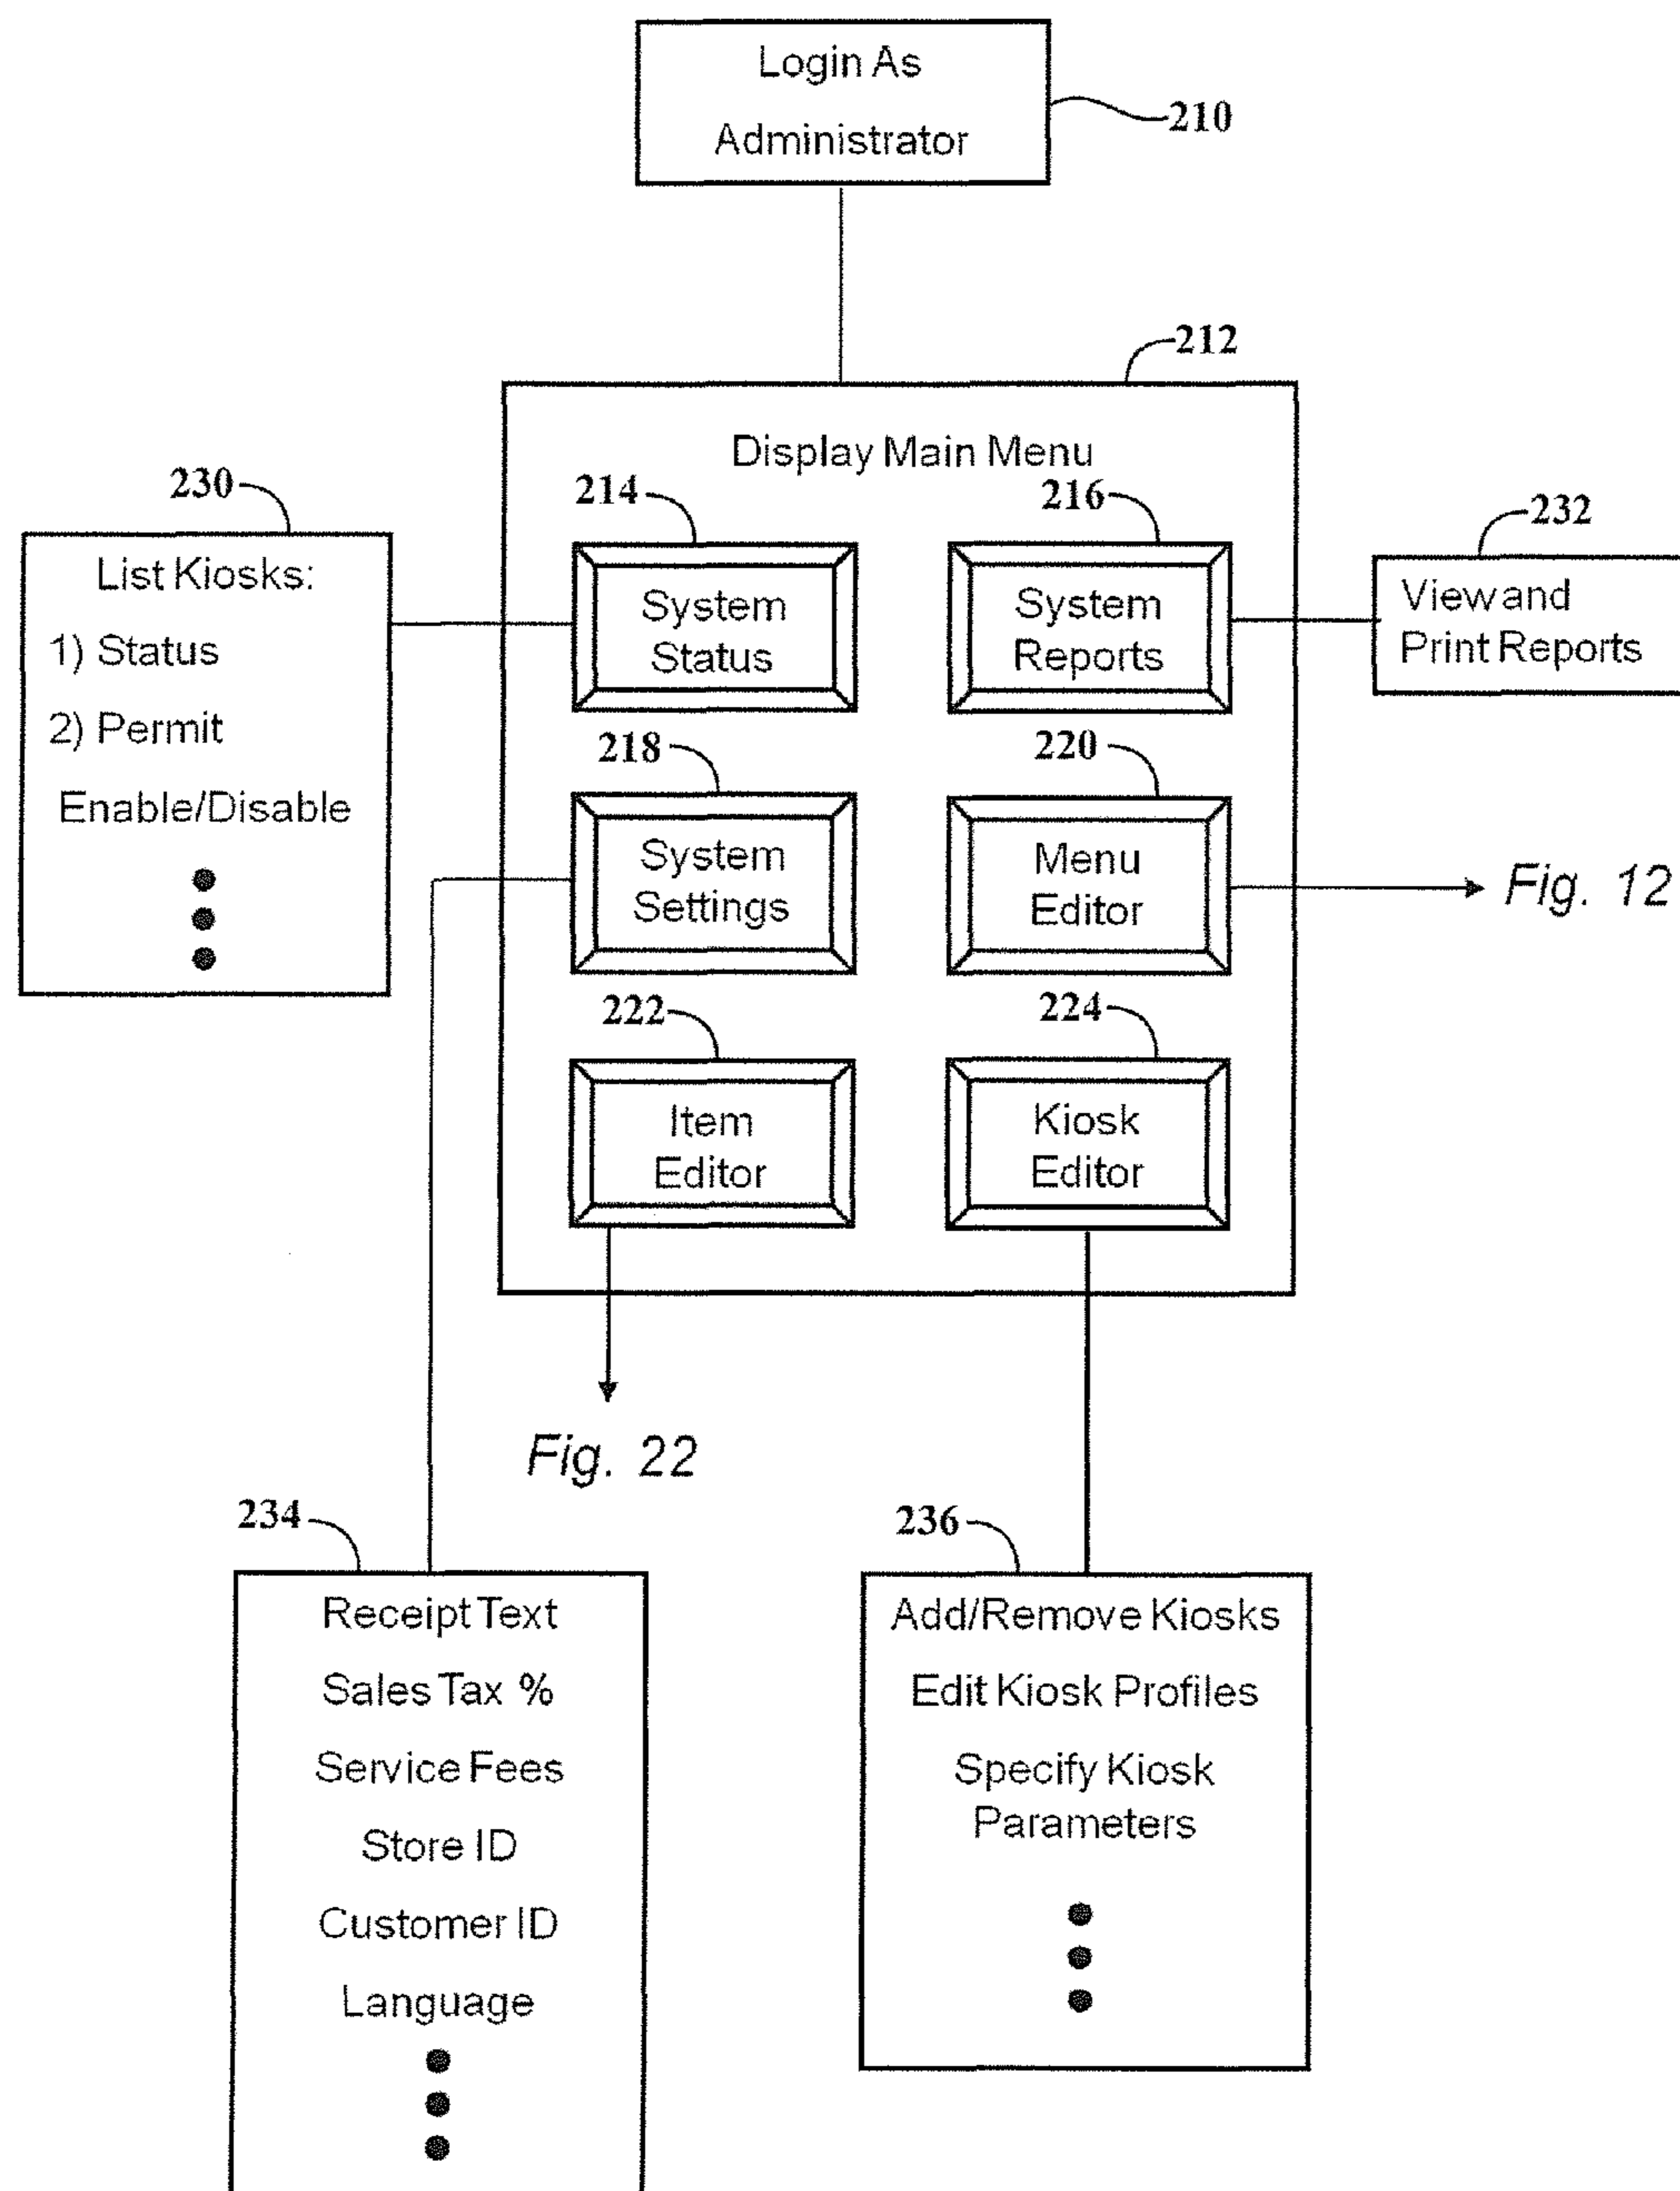 Login As
Administrator
210
212
Display Main Menu
230
214
216
232
List Kiosks:
1) Status
2) Permit
Enable/Disable
System
Status
System
Reports
View and
Print Reports
218
220
System
Settings
Menu
Editor
Fig. 12
222
224
Item
Editor
Kiosk
Editor
Fig. 22
234
236
Receipt Text
Sales Tax %
Service Fees
Store ID
Customer ID
Language
Add/Remove Kiosks
Edit Kiosk Profiles
Specify Kiosk
Parameters